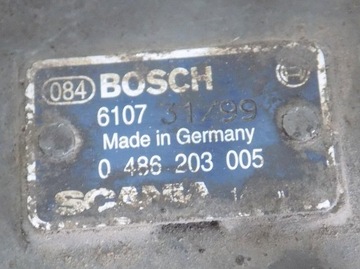 084 BOSCH
6107 31/99
Made in Germany
0 486 203 005
SCANIA